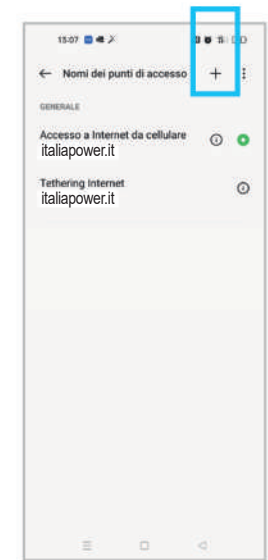 15:07
← Nomi dei punti di accesso + ⋮
GENERALE
Accesso a Internet da cellulare
italiapower.it
Tethering Internet
italiapower.it